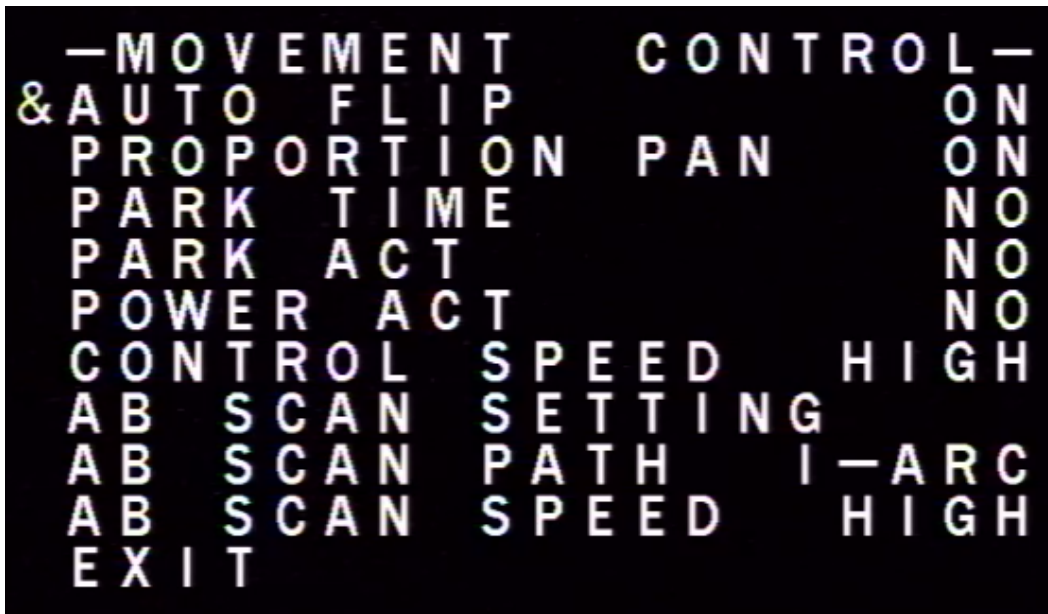 —MOVEMENT CONTROL—
&AUTO FLIP ON
PROPORTION PAN ON
PARK TIME NO
PARK ACT NO
POWER ACT NO
CONTROL SPEED HIGH
AB SCAN SETTING
AB SCAN PATH I—ARC
AB SCAN SPEED HIGH
EXIT